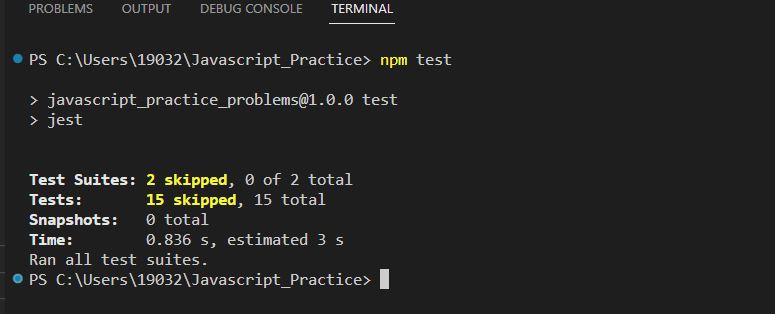 PROBLEMS OUTPUT DEBUG CONSOLE TERMINAL
PS C:\Users\19032\Javascript_Practice> npm test
> javascript_practice_problems@1.0.0 test
> jest
Test Suites: 2 skipped, 0 of 2 total
Tests:       15 skipped, 15 total
Snapshots:   0 total
Time:        0.836 s, estimated 3 s
Ran all test suites.
PS C:\Users\19032\Javascript_Practice>